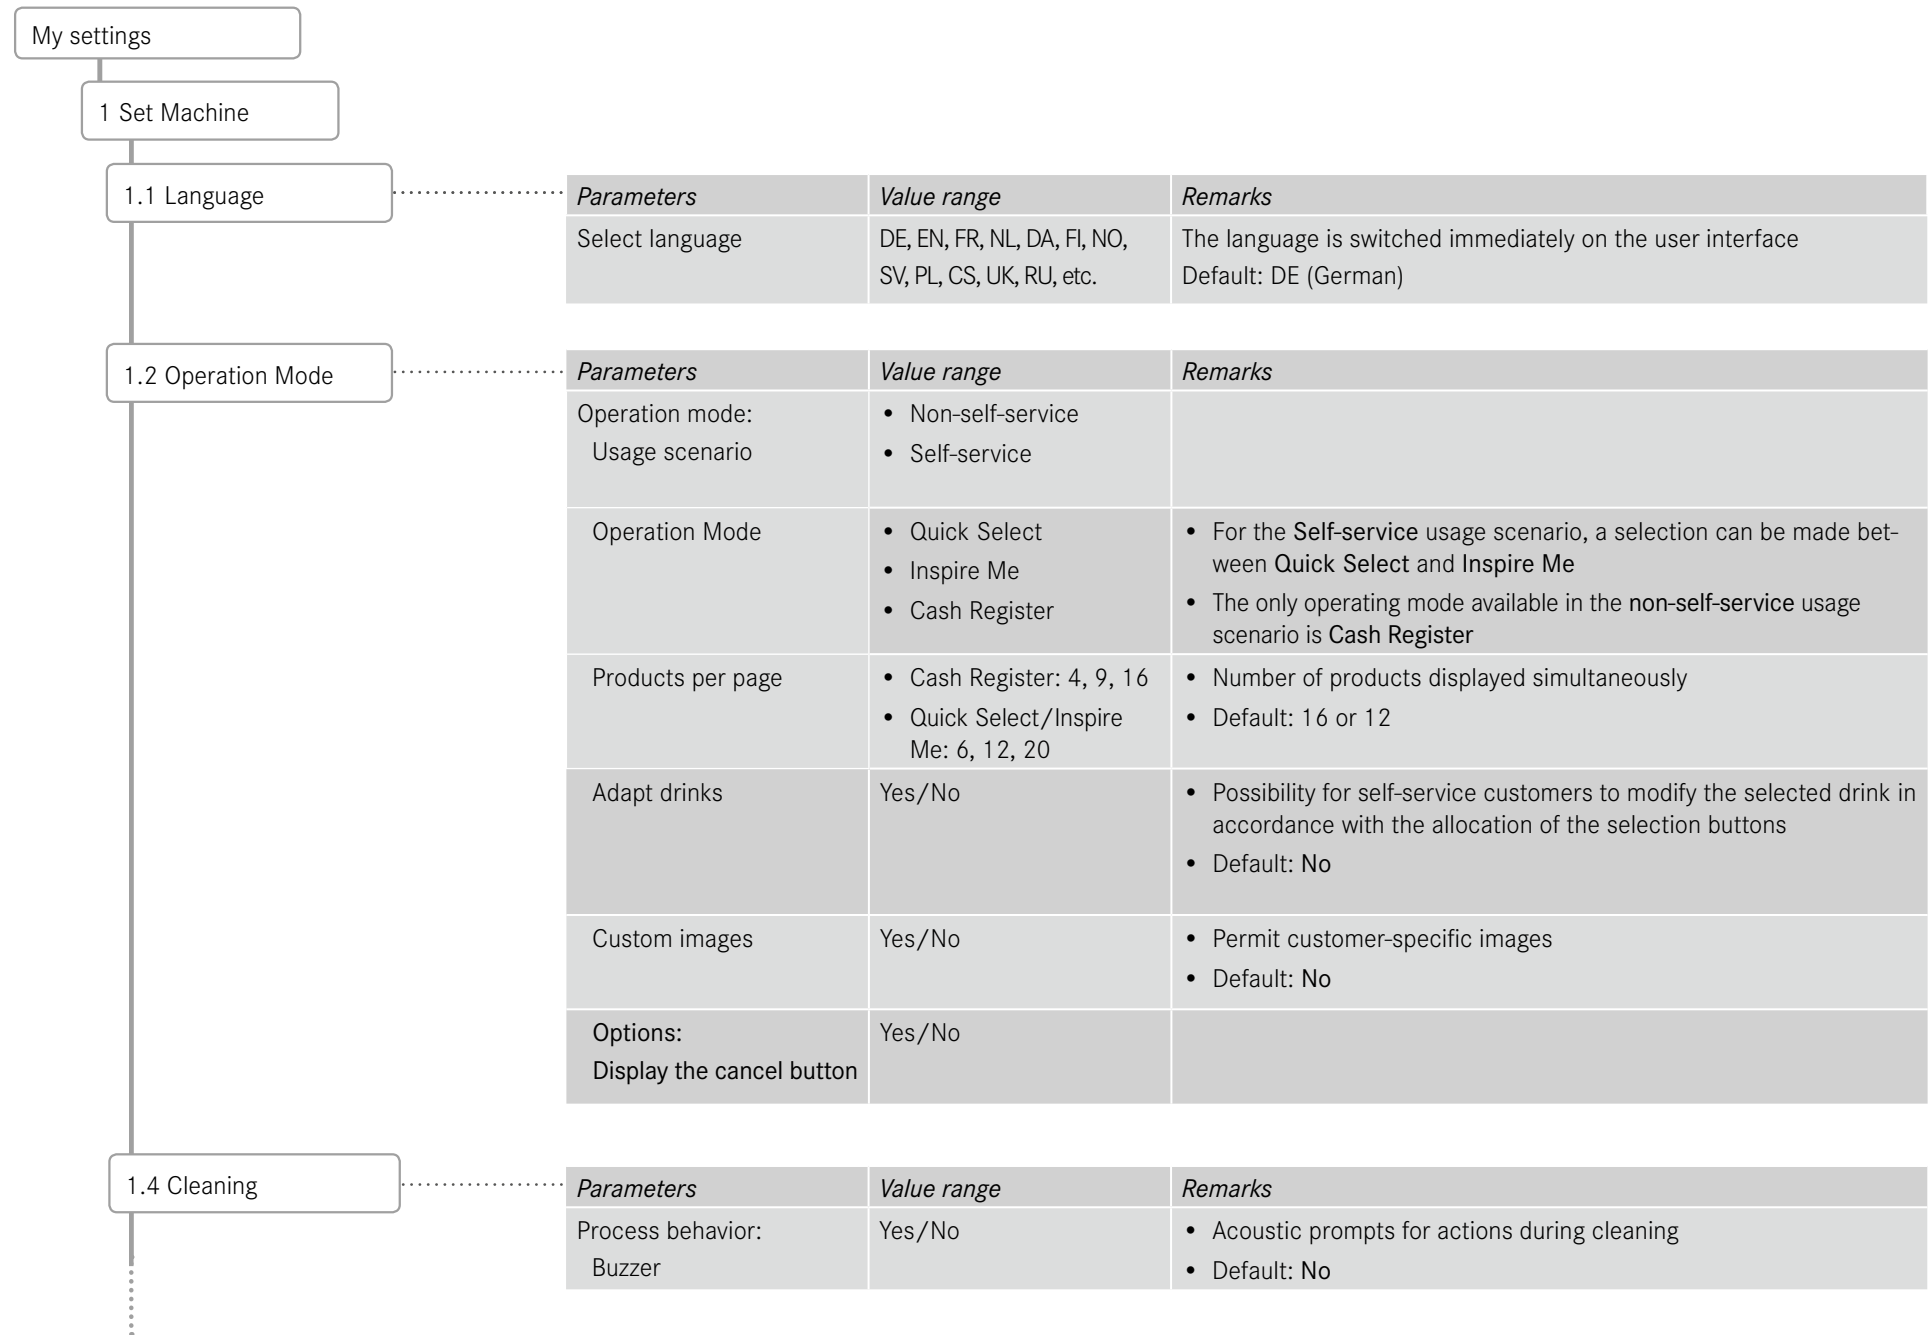 My settings
1 Set Machine
1.1 Language
Parameters Value range Remarks
Select language DE, EN, FR, NL, DA, FI, NO, The language is switched immediately on the user interface
SV, PL, CS, UK, RU, etc. Default: DE (German)
1.2 Operation Mode
Parameters Value range Remarks
Operation mode: • Non-self-service
Usage scenario • Self-service
Operation Mode • Quick Select • For the Self-service usage scenario, a selection can be made bet-
• Inspire Me ween Quick Select and Inspire Me
• Cash Register • The only operating mode available in the non-self-service usage
scenario is Cash Register
Products per page • Cash Register: 4, 9, 16 • Number of products displayed simultaneously
• Quick Select/Inspire • Default: 16 or 12
Me: 6, 12, 20
Adapt drinks Yes/No • Possibility for self-service customers to modify the selected drink in
accordance with the allocation of the selection buttons
• Default: No
Custom images Yes/No • Permit customer-specific images
• Default: No
Options: Yes/No
Display the cancel button
1.4 Cleaning
Parameters Value range Remarks
Process behavior: Yes/No • Acoustic prompts for actions during cleaning
Buzzer • Default: No